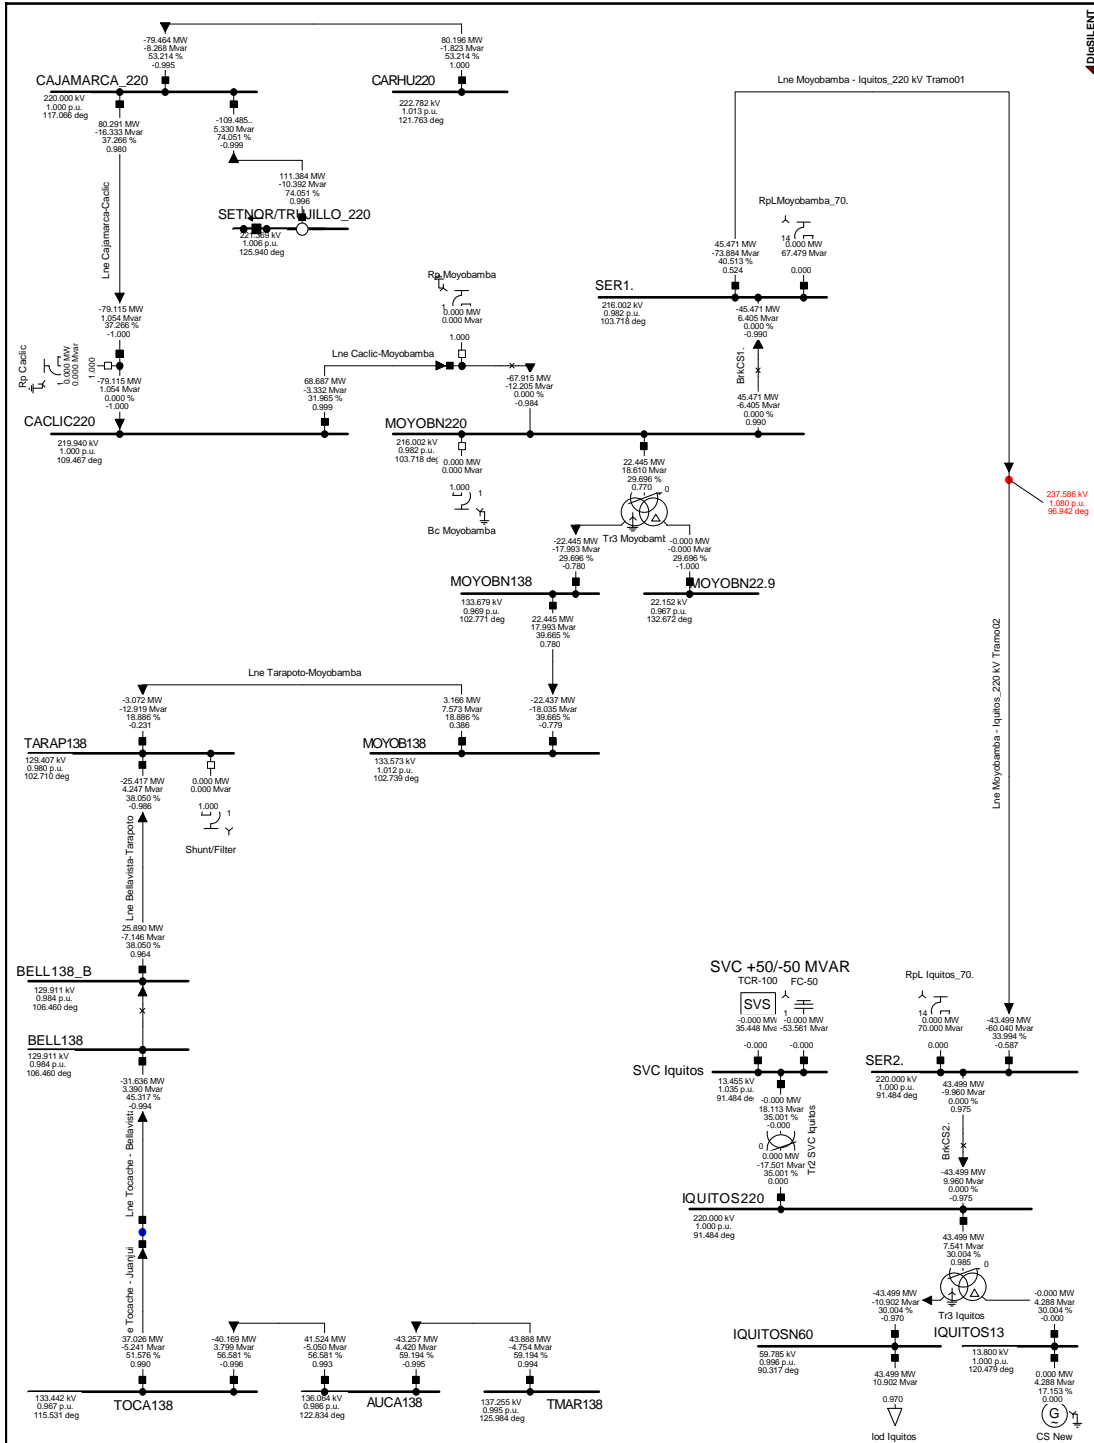 DIgSILENT
-79.464 MW
-8.268 Mvar
53.214 %
-0.995
80.196 MW
-1.823 Mvar
53.214 %
1.000
CAJAMARCA_220
220.000 kV
1.000 p.u.
117.066 deg
CARHU220
222.782 kV
1.013 p.u.
121.763 deg
Lne Moyobamba - Iquitos_220 kV Tramo01
80.291 MW
-16.333 Mvar
37.266 %
0.980
-109.485..
5.330 Mvar
74.051 %
-0.999
111.384 MW
-10.392 Mvar
74.051 %
0.996
Lne Cajamarca-Caclic
SETNOR/TRUJILLO_220
221.369 kV
1.006 p.u.
125.940 deg
RpLMoyobamba_70.
14
0.000 MW
67.479 Mvar
0.000
45.471 MW
-73.884 Mvar
40.513 %
0.524
SER1.
216.002 kV
0.982 p.u.
103.718 deg
-45.471 MW
6.405 Mvar
0.000 %
-0.990
BrkCS1.
45.471 MW
-6.405 Mvar
0.000 %
0.990
Rp Moyobamba
1
0.000 MW
0.000 Mvar
1.000
-79.115 MW
1.054 Mvar
37.266 %
-1.000
Rp Caclic
1
0.000 MW
0.000 Mvar
1.000
-79.115 MW
1.054 Mvar
0.000 %
-1.000
Lne Caclic-Moyobamba
68.687 MW
-3.332 Mvar
31.965 %
0.999
-67.915 MW
-12.205 Mvar
0.000 %
-0.984
CACLIC220
219.940 kV
1.000 p.u.
109.467 deg
MOYOBN220
216.002 kV
0.982 p.u.
103.718 deg
0.000 MW
0.000 Mvar
1.000
1
Bc Moyobamba
22.445 MW
18.610 Mvar
29.696 %
0.770
0
Tr3 Moyobamb
-22.445 MW
-17.993 Mvar
29.696 %
-0.780
-0.000 MW
-0.000 Mvar
29.696 %
-1.000
237.586 kV
1.080 p.u.
96.942 deg
MOYOBN138
133.679 kV
0.969 p.u.
102.771 deg
MOYOBN22.9
22.152 kV
0.967 p.u.
132.672 deg
22.445 MW
17.993 Mvar
39.665 %
0.780
Lne Moyobamba - Iquitos_220 kV Tramo02
Lne Tarapoto-Moyobamba
-3.072 MW
-12.919 Mvar
18.886 %
-0.231
3.166 MW
7.573 Mvar
18.886 %
0.386
-22.437 MW
-18.035 Mvar
39.665 %
-0.779
TARAP138
129.407 kV
0.980 p.u.
102.710 deg
MOYOB138
133.573 kV
1.012 p.u.
102.739 deg
-25.417 MW
4.247 Mvar
38.050 %
-0.986
0.000 MW
0.000 Mvar
1.000
1
Shunt/Filter
Lne Bellavista-Tarapoto
25.890 MW
-7.146 Mvar
38.050 %
0.964
BELL138_B
129.911 kV
0.984 p.u.
106.460 deg
BELL138
129.911 kV
0.984 p.u.
106.460 deg
-31.636 MW
3.390 Mvar
45.317 %
-0.994
Lne Tocache - Bellavista
SVC +50/-50 MVAR
TCR-100
FC-50
SVS
1
-0.000 MW
35.448 Mva
-0.000
-0.000 MW
-53.561 Mvar
-0.000
RpL Iquitos_70.
14
0.000 MW
70.000 Mvar
0.000
-43.499 MW
-60.040 Mvar
33.994 %
-0.587
SVC Iquitos
13.455 kV
1.035 p.u.
91.484 deg
SER2.
220.000 kV
1.000 p.u.
91.484 deg
-0.000 MW
18.113 Mvar
35.001 %
-0.000
0
Tr2 SVC Iquitos
0.000 MW
-17.501 Mvar
35.001 %
0.000
43.499 MW
-9.960 Mvar
0.000 %
0.975
BrkCS2.
-43.499 MW
9.960 Mvar
0.000 %
-0.975
IQUITOS220
220.000 kV
1.000 p.u.
91.484 deg
43.499 MW
7.541 Mvar
30.004 %
0.985
0
Tr3 Iquitos
e Tocache - Juanjui
-43.499 MW
-10.902 Mvar
30.004 %
-0.970
-0.000 MW
4.288 Mvar
30.004 %
-0.000
37.026 MW
-5.241 Mvar
51.576 %
0.990
-40.169 MW
3.799 Mvar
56.581 %
-0.996
41.524 MW
-5.050 Mvar
56.581 %
0.993
-43.257 MW
4.420 Mvar
59.194 %
-0.995
43.888 MW
-4.754 Mvar
59.194 %
0.994
IQUITOSN60
59.785 kV
0.996 p.u.
90.317 deg
IQUITOS13
13.800 kV
1.000 p.u.
120.479 deg
43.499 MW
10.902 Mvar
0.970
lod Iquitos
0.000 MW
4.288 Mvar
17.153 %
0.000
G
~
CS New
133.442 kV
0.967 p.u.
115.531 deg
TOCA138
136.064 kV
0.986 p.u.
122.834 deg
AUCA138
137.255 kV
0.995 p.u.
125.984 deg
TMAR138